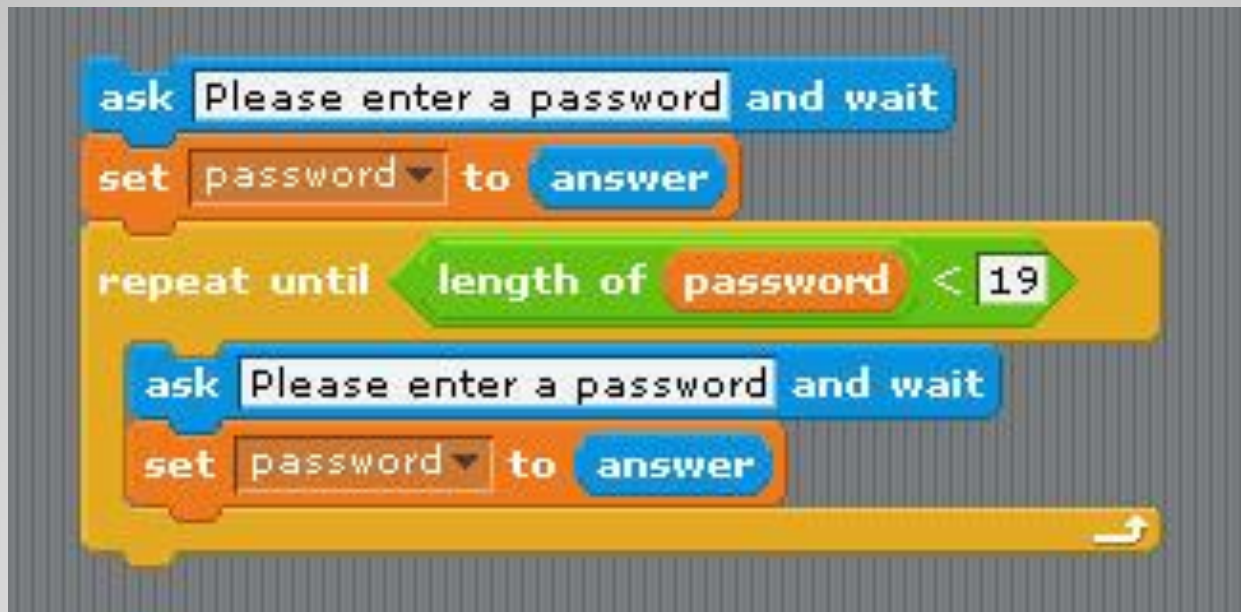 ask Please enter a password and wait
set password to answer
repeat until length of password < 19
ask Please enter a password and wait
set password to answer